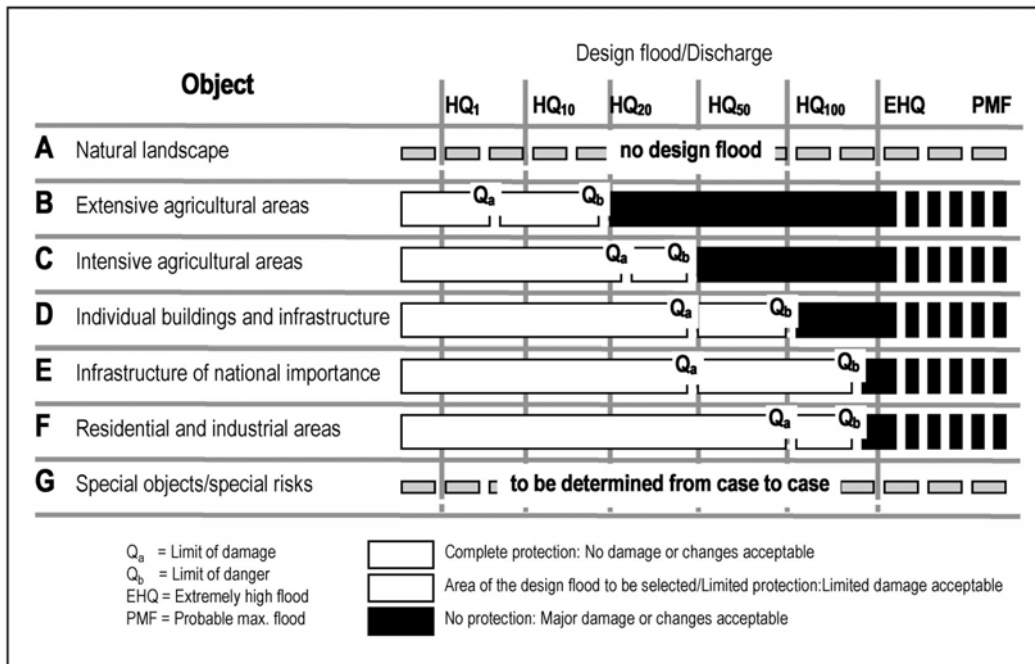 Design flood/Discharge
Object
HQ1 HQ10 HQ20 HQ50 HQ100 EHQ PMF
A Natural landscape no design flood
B Extensive agricultural areas Qa Qb
C Intensive agricultural areas Qa Qb
D Individual buildings and infrastructure Qa Qb
E Infrastructure of national importance Qa Qb
F Residential and industrial areas Qa Qb
G Special objects/special risks to be determined from case to case
Qa = Limit of damage
Qb = Limit of danger
EHQ = Extremely high flood
PMF = Probable max. flood
Complete protection: No damage or changes acceptable
Area of the design flood to be selected/Limited protection:Limited damage acceptable
No protection: Major damage or changes acceptable